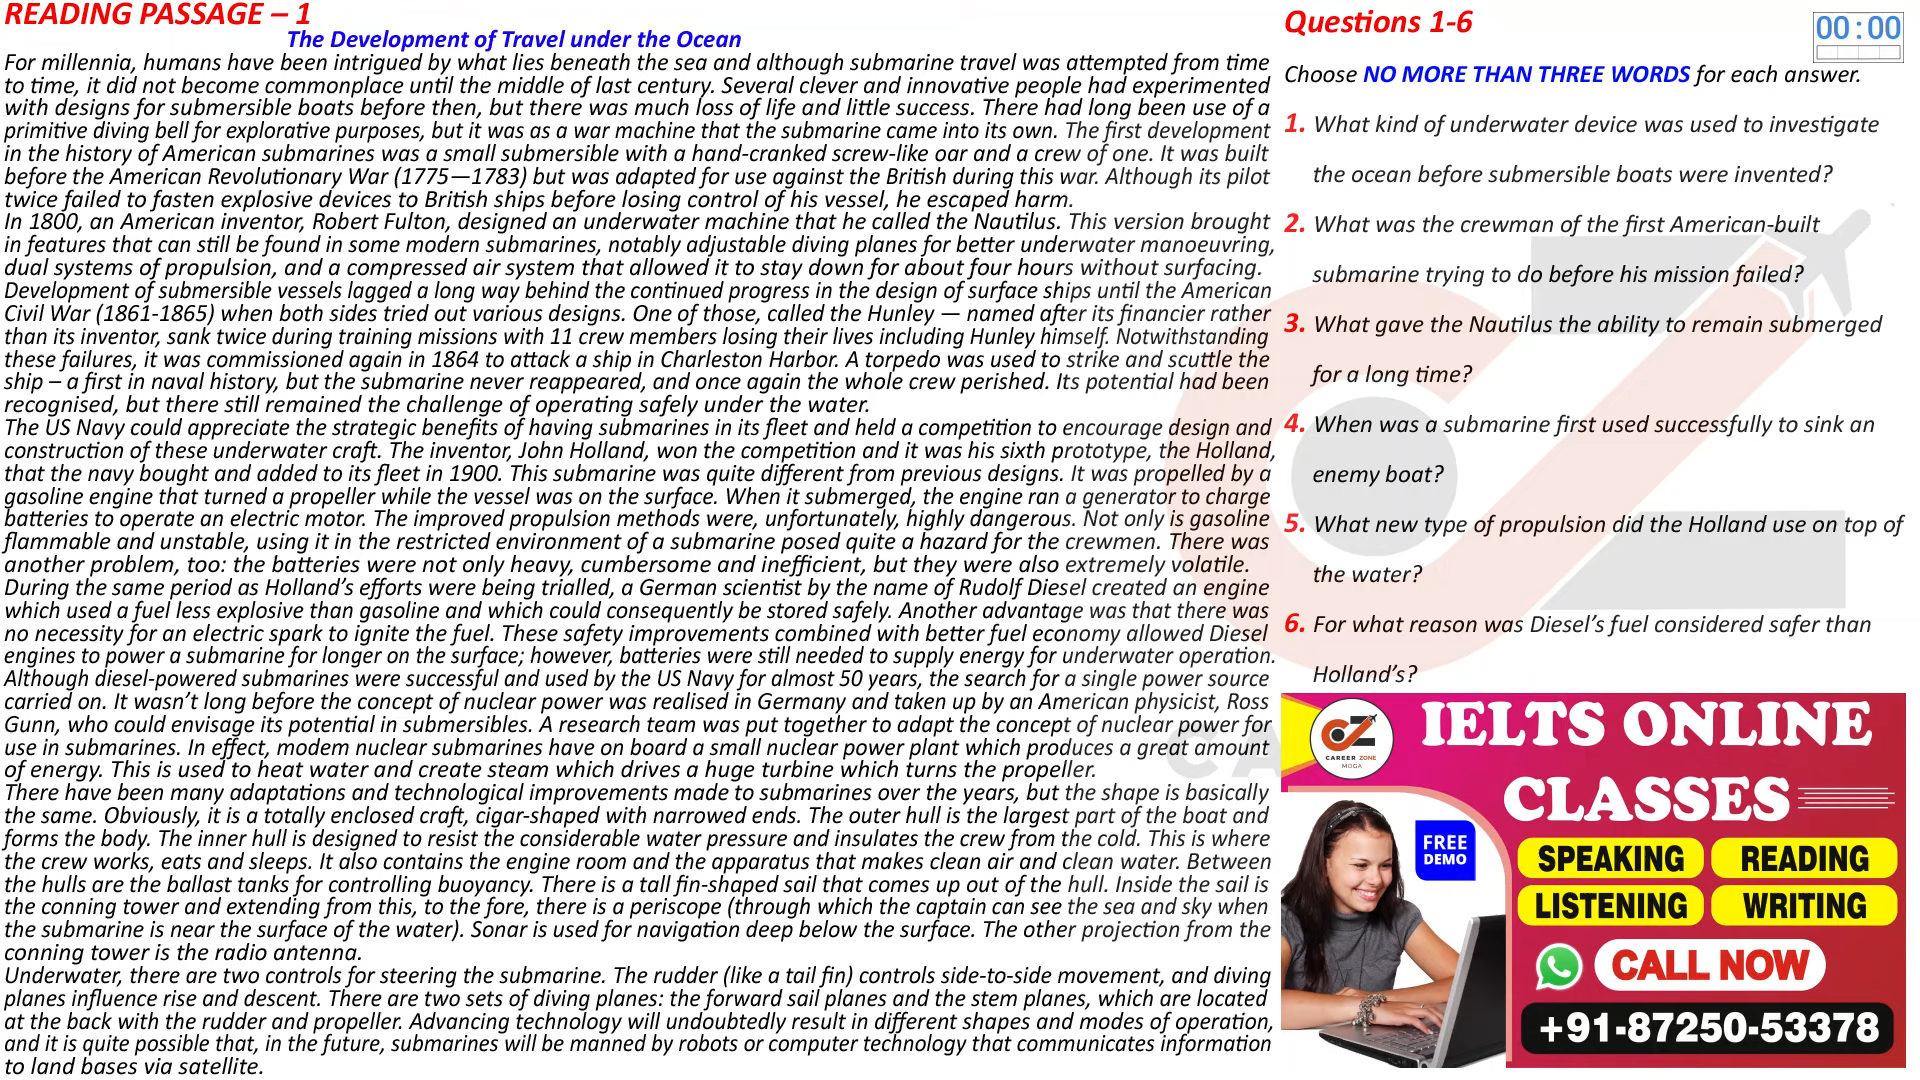 READING PASSAGE – 1
The Development of Travel under the Ocean
For millennia, humans have been intrigued by what lies beneath the sea and although submarine travel was attempted from time
to time, it did not become commonplace until the middle of last century. Several clever and innovative people had experimented
with designs for submersible boats before then, but there was much loss of life and little success. There had long been use of a
primitive diving bell for explorative purposes, but it was as a war machine that the submarine came into its own. The first development
in the history of American submarines was a small submersible with a hand-cranked screw-like oar and a crew of one. It was built
before the American Revolutionary War (1775—1783) but was adapted for use against the British during this war. Although its pilot
twice failed to fasten explosive devices to British ships before losing control of his vessel, he escaped harm.
In 1800, an American inventor, Robert Fulton, designed an underwater machine that he called the Nautilus. This version brought
in features that can still be found in some modern submarines, notably adjustable diving planes for better underwater manoeuvring,
dual systems of propulsion, and a compressed air system that allowed it to stay down for about four hours without surfacing.
Development of submersible vessels lagged a long way behind the continued progress in the design of surface ships until the American
Civil War (1861-1865) when both sides tried out various designs. One of those, called the Hunley — named after its financier rather
than its inventor, sank twice during training missions with 11 crew members losing their lives including Hunley himself. Notwithstanding
these failures, it was commissioned again in 1864 to attack a ship in Charleston Harbor. A torpedo was used to strike and scuttle the
ship – a first in naval history, but the submarine never reappeared, and once again the whole crew perished. Its potential had been
recognised, but there still remained the challenge of operating safely under the water.
The US Navy could appreciate the strategic benefits of having submarines in its fleet and held a competition to encourage design and
construction of these underwater craft. The inventor, John Holland, won the competition and it was his sixth prototype, the Holland,
that the navy bought and added to its fleet in 1900. This submarine was quite different from previous designs. It was propelled by a
gasoline engine that turned a propeller while the vessel was on the surface. When it submerged, the engine ran a generator to charge
batteries to operate an electric motor. The improved propulsion methods were, unfortunately, highly dangerous. Not only is gasoline
flammable and unstable, using it in the restricted environment of a submarine posed quite a hazard for the crewmen. There was
another problem, too: the batteries were not only heavy, cumbersome and inefficient, but they were also extremely volatile.
During the same period as Holland's efforts were being trialled, a German scientist by the name of Rudolf Diesel created an engine
which used a fuel less explosive than gasoline and which could consequently be stored safely. Another advantage was that there was
no necessity for an electric spark to ignite the fuel. These safety improvements combined with better fuel economy allowed Diesel
engines to power a submarine for longer on the surface; however, batteries were still needed to supply energy for underwater operation.
Although diesel-powered submarines were successful and used by the US Navy for almost 50 years, the search for a single power source
carried on. It wasn't long before the concept of nuclear power was realised in Germany and taken up by an American physicist, Ross
Gunn, who could envisage its potential in submersibles. A research team was put together to adapt the concept of nuclear power for
use in submarines. In effect, modem nuclear submarines have on board a small nuclear power plant which produces a great amount
of energy. This is used to heat water and create steam which drives a huge turbine which turns the propeller.
There have been many adaptations and technological improvements made to submarines over the years, but the shape is basically
the same. Obviously, it is a totally enclosed craft, cigar-shaped with narrowed ends. The outer hull is the largest part of the boat and
forms the body. The inner hull is designed to resist the considerable water pressure and insulates the crew from the cold. This is where
the crew works, eats and sleeps. It also contains the engine room and the apparatus that makes clean air and clean water. Between
the hulls are the ballast tanks for controlling buoyancy. There is a tall fin-shaped sail that comes up out of the hull. Inside the sail is
the conning tower and extending from this, to the fore, there is a periscope (through which the captain can see the sea and sky when
the submarine is near the surface of the water). Sonar is used for navigation deep below the surface. The other projection from the
conning tower is the radio antenna.
Underwater, there are two controls for steering the submarine. The rudder (like a tail fin) controls side-to-side movement, and diving
planes influence rise and descent. There are two sets of diving planes: the forward sail planes and the stem planes, which are located
at the back with the rudder and propeller. Advancing technology will undoubtedly result in different shapes and modes of operation,
and it is quite possible that, in the future, submarines will be manned by robots or computer technology that communicates information
to land bases via satellite.
Questions 1-6
00:00
Choose NO MORE THAN THREE WORDS for each answer.
1. What kind of underwater device was used to investigate
the ocean before submersible boats were invented?
2. What was the crewman of the first American-built
submarine trying to do before his mission failed?
3. What gave the Nautilus the ability to remain submerged
for a long time?
4. When was a submarine first used successfully to sink an
enemy boat?
5. What new type of propulsion did the Holland use on top of
the water?
6. For what reason was Diesel's fuel considered safer than
Holland's?
CAREER ZONE
MOGA
IELTS ONLINE
CLASSES
FREE
DEMO
SPEAKING
READING
LISTENING
WRITING
CALL NOW
+91-87250-53378